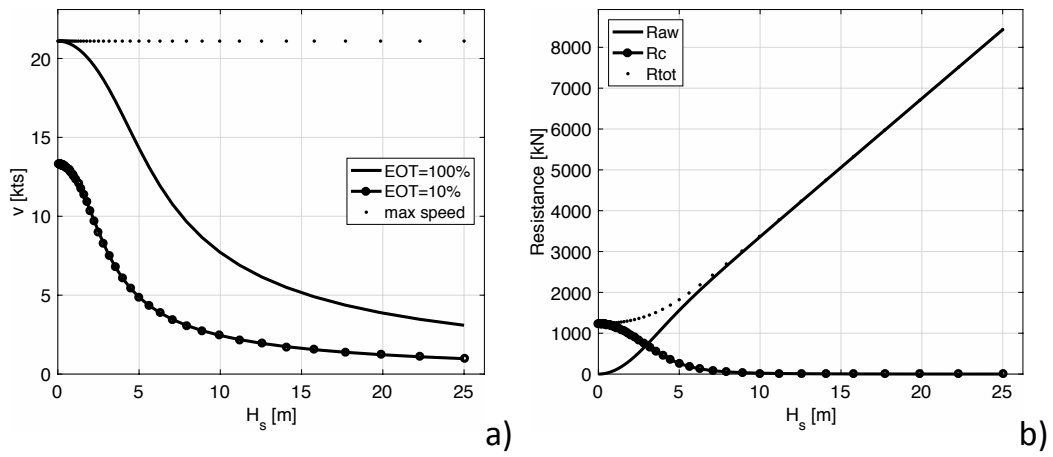 20
15
10
5
0
v [kts]
0 5 10 15 20 25
H_s [m]
EOT=100%
EOT=10%
max speed
a)
8000
7000
6000
5000
4000
3000
2000
1000
0
Resistance [kN]
0 5 10 15 20 25
H_s [m]
Raw
Rc
Rtot
b)